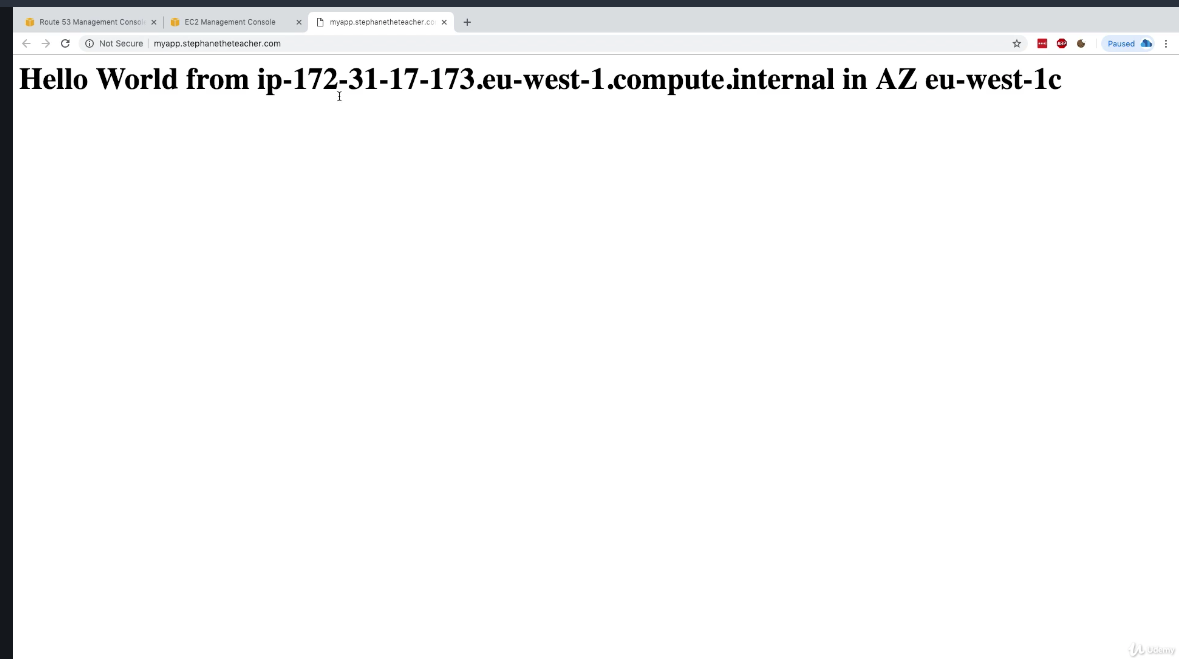 Route 53 Management Consol
EC2 Management Console
myapp.stephanetheteacher.co
Not Secure
myapp.stephanetheteacher.com
Paused
Hello World from ip-172-31-17-173.eu-west-1.compute.internal in AZ eu-west-1c
Udemy